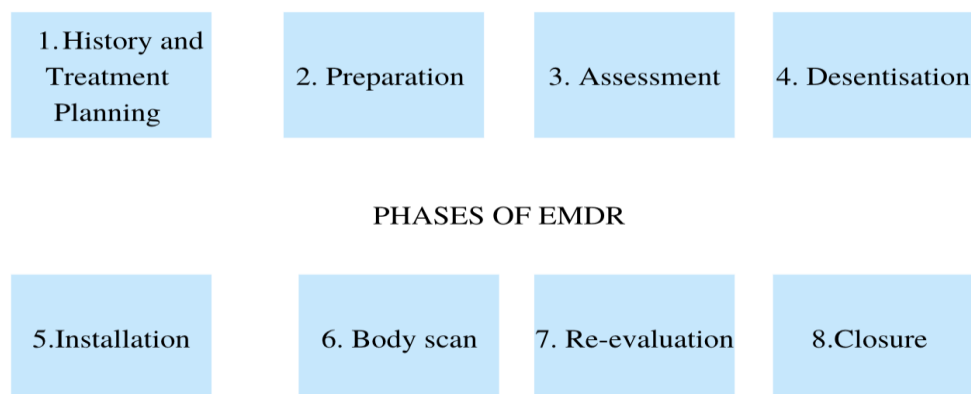 1. History and
Treatment
Planning
2. Preparation
3. Assessment
4. Desentisation
PHASES OF EMDR
5.Installation
6. Body scan
7. Re-evaluation
8.Closure